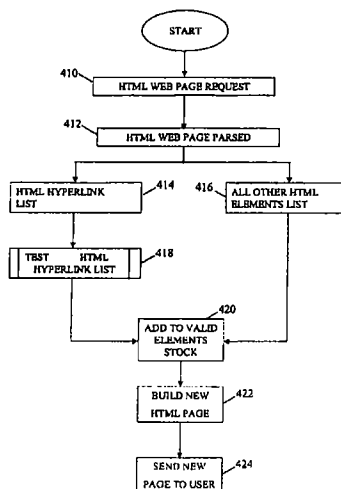 START
410
HTML WEB PAGE REQUEST
412
HTML WEB PAGE PARSED
HTML HYPERLINK
LIST
414
416
ALL OTHER HTML
ELEMENTS LIST
TEST HTML
HYPERLINK LIST
418
420
ADD TO VALID
ELEMENTS
STOCK
BUILD NEW
HTML PAGE
422
SEND NEW
PAGE TO USER
424